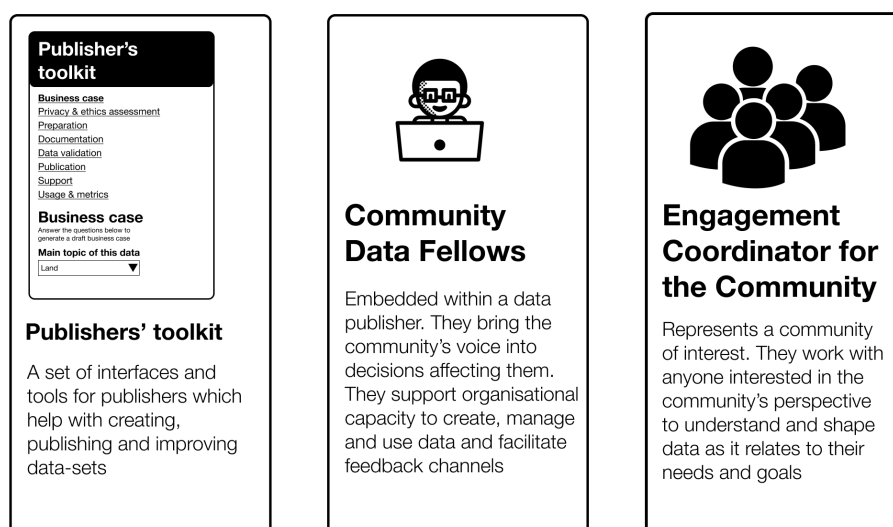 Publisher's
toolkit
Business case
Privacy & ethics assessment
Preparation
Documentation
Data validation
Publication
Support
Usage & metrics
Business case
Answer the questions below to
generate a draft business case
Main topic of this data
Land
Publishers' toolkit
A set of interfaces and
tools for publishers which
help with creating,
publishing and improving
data-sets
Community
Data Fellows
Embedded within a data
publisher. They bring the
community's voice into
decisions affecting them.
They support organisational
capacity to create, manage
and use data and facilitate
feedback channels
Engagement
Coordinator for
the Community
Represents a community
of interest. They work with
anyone interested in the
community's perspective
to understand and shape
data as it relates to their
needs and goals